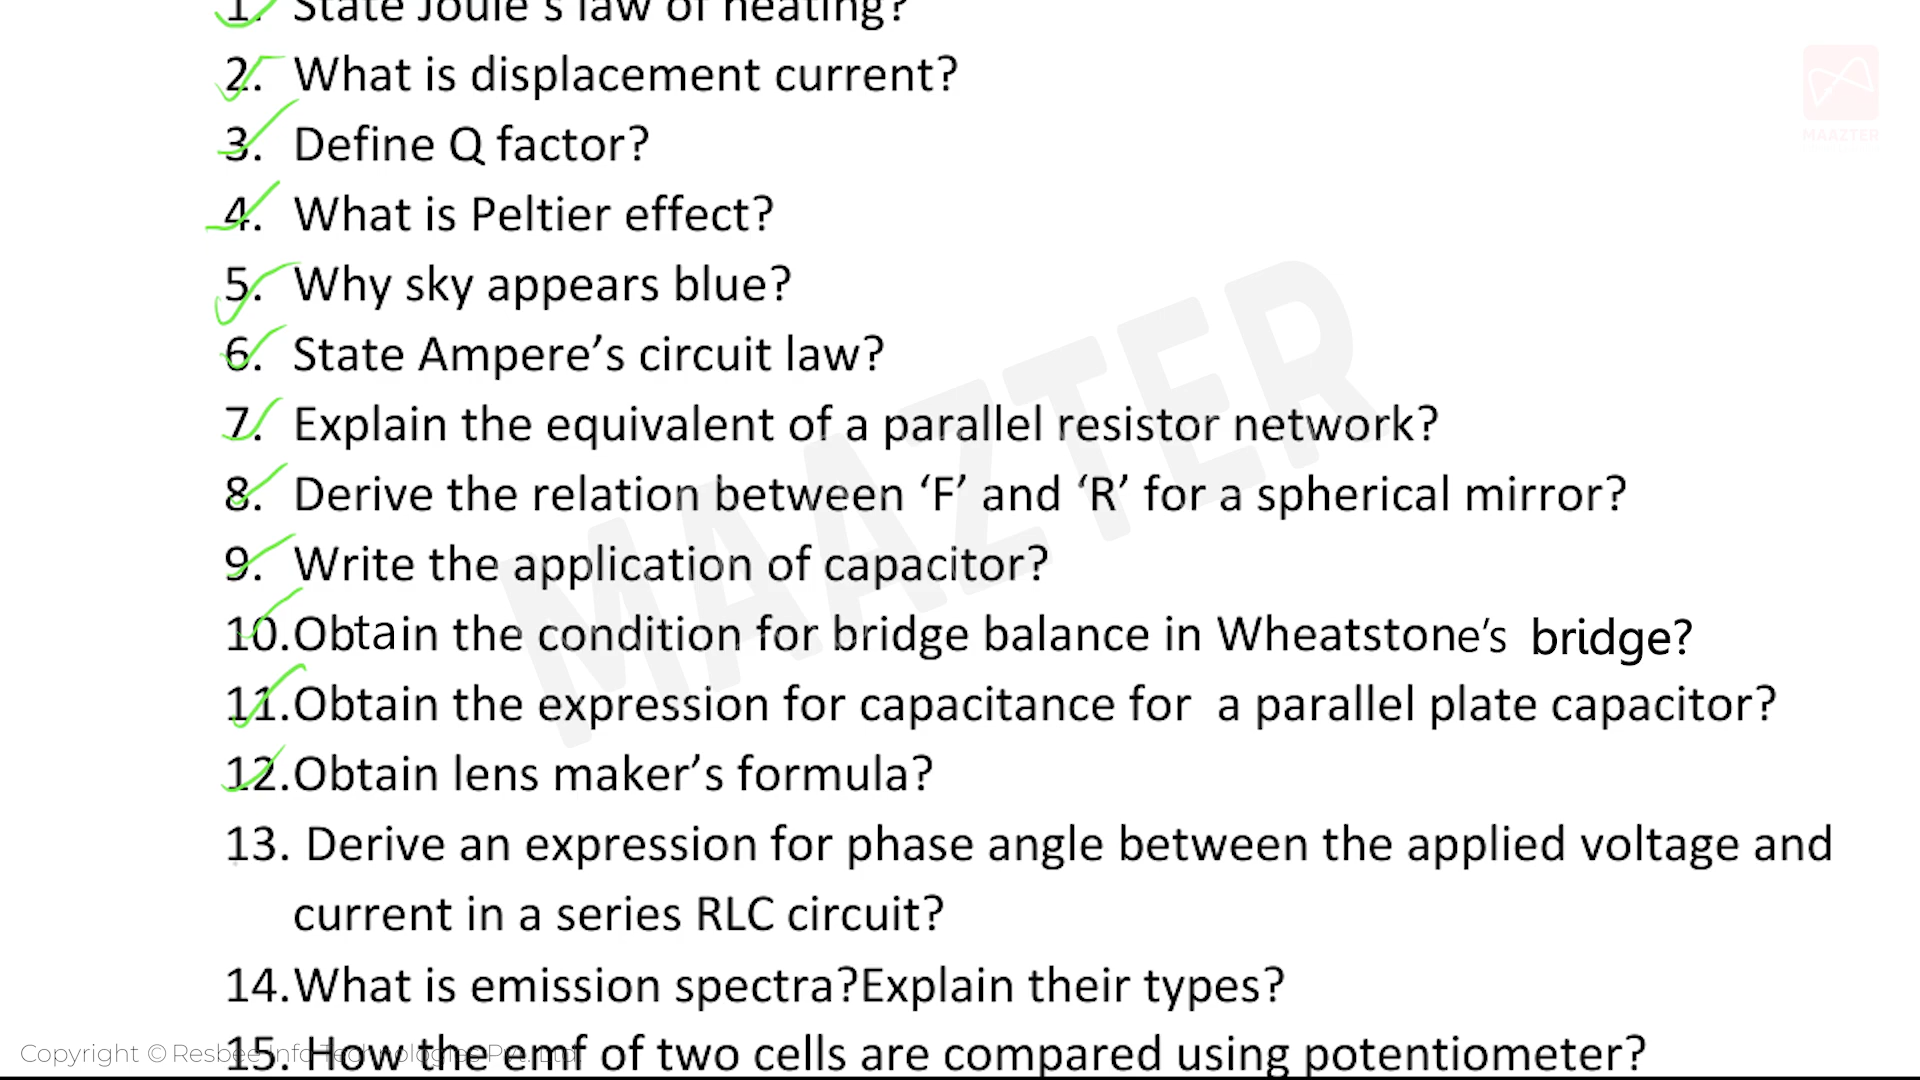 1. State Joule's law of heating?
2. What is displacement current?
3. Define Q factor?
4. What is Peltier effect?
5. Why sky appears blue?
6. State Ampere's circuit law?
7. Explain the equivalent of a parallel resistor network?
8. Derive the relation between ‘F’ and ‘R’ for a spherical mirror?
9. Write the application of capacitor?
10.Obtain the condition for bridge balance in Wheatstone’s bridge?
11.Obtain the expression for capacitance for a parallel plate capacitor?
12.Obtain lens maker’s formula?
13. Derive an expression for phase angle between the applied voltage and
current in a series RLC circuit?
14.What is emission spectra?Explain their types?
15. How the emf of two cells are compared using potentiometer?
MAAZTER
MAAZTER
Copyright © Resbee Info Technologies Pvt. Ltd.